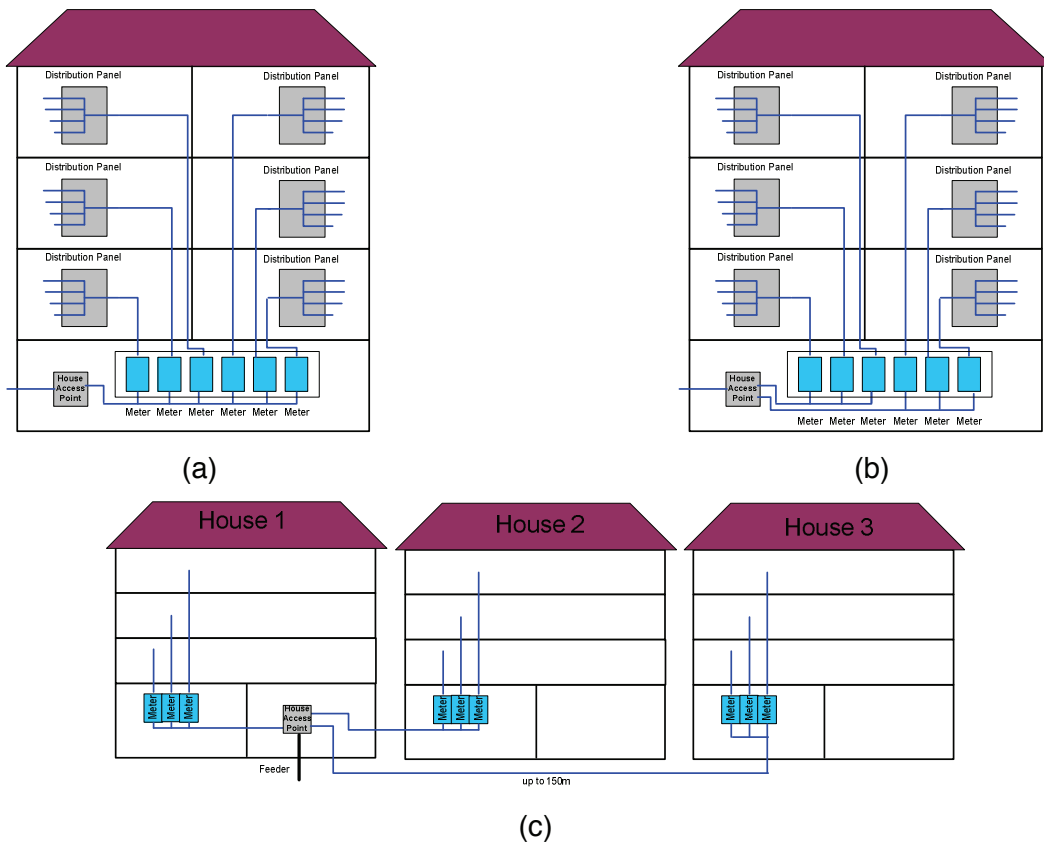 Distribution Panel
Distribution Panel
Distribution Panel
Distribution Panel
Distribution Panel
Distribution Panel
House
Access
Point
Meter Meter Meter Meter Meter Meter
(a)
Distribution Panel
Distribution Panel
Distribution Panel
Distribution Panel
Distribution Panel
Distribution Panel
House
Access
Point
Meter Meter Meter Meter Meter Meter
(b)
House 1
House 2
House 3
Meter
Meter
Meter
House
Access
Point
Feeder
Meter
Meter
Meter
Meter
Meter
Meter
up to 150m
(c)